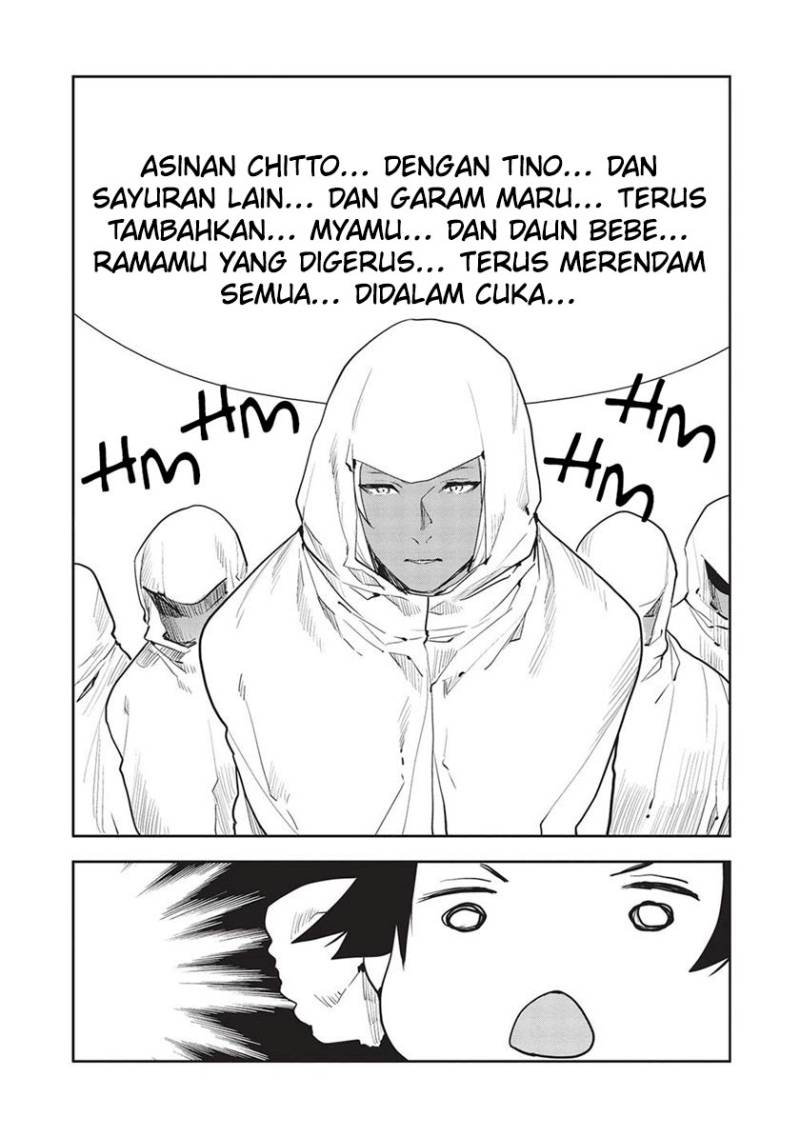 ASINAN CHITTO... DENGAN TINO... DAN
SAYURAN LAIN... DAN GARAM MARU... TERUS
TAMBAHKAN... MYAMU... DAN DAUN BEBE...
RAMAMU YANG DIGERUS... TERUS MERENDAM
SEMUA... DIDALAM CUKA...
HM
HM
HM
HM